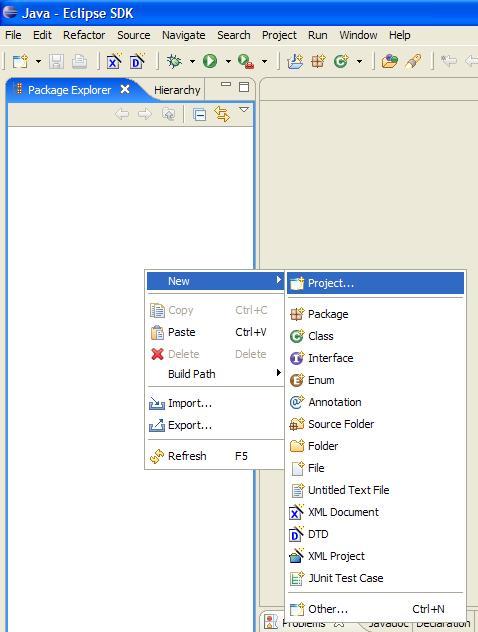 Java - Eclipse SDK
File Edit Refactor Source Navigate Search Project Run Window Help
Package Explorer Hierarchy
New
Copy Ctrl+C
Paste Ctrl+V
Delete Delete
Build Path
Import...
Export...
Refresh F5
Project...
Package
Class
Interface
Enum
Annotation
Source Folder
Folder
File
Untitled Text File
XML Document
DTD
XML Project
JUnit Test Case
Other... Ctrl+N
Problems Javadoc Declaration